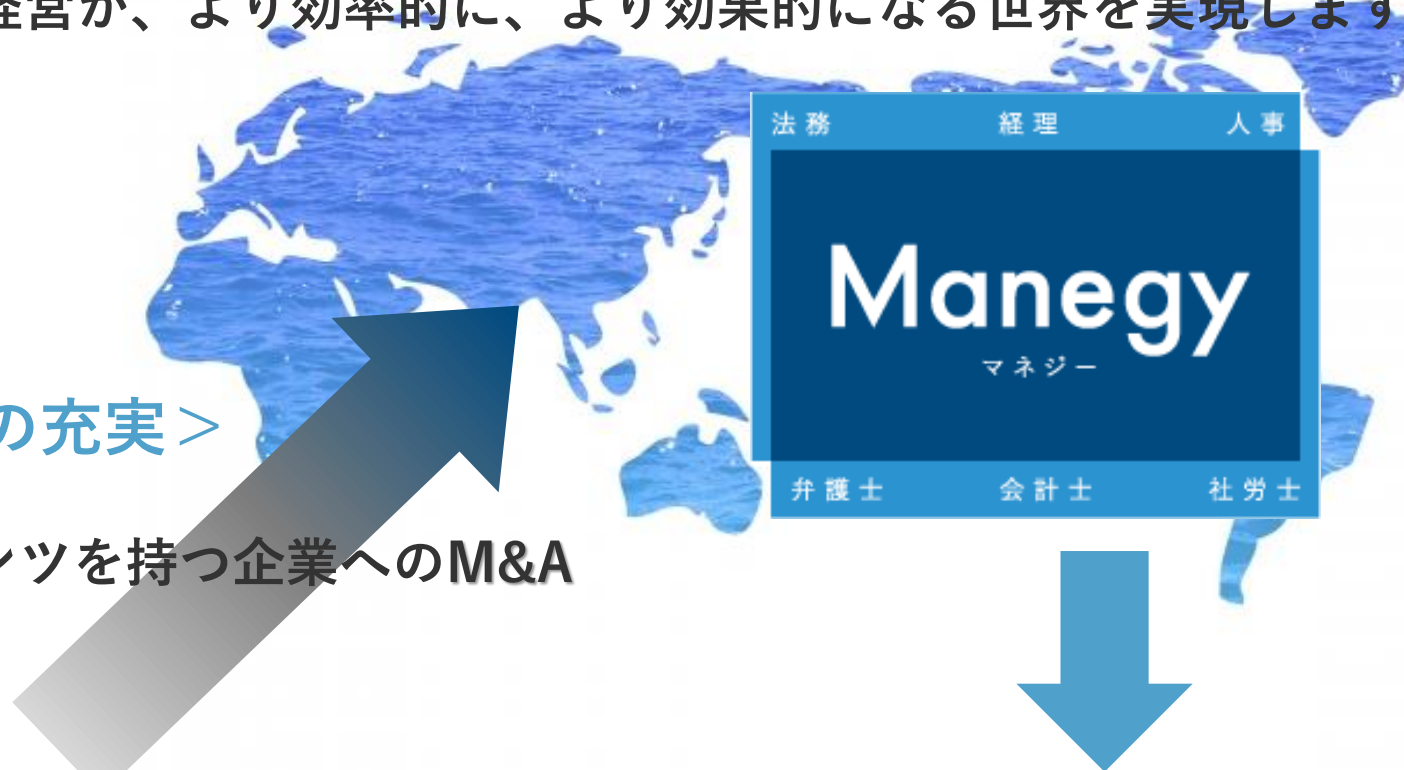 経営が、より効率的に、より効果的になる世界を実現します
法務 経理 人事
Manegy
マネジー
の充実＞
弁護士 会計士 社労士
ンツを持つ企業へのM&A